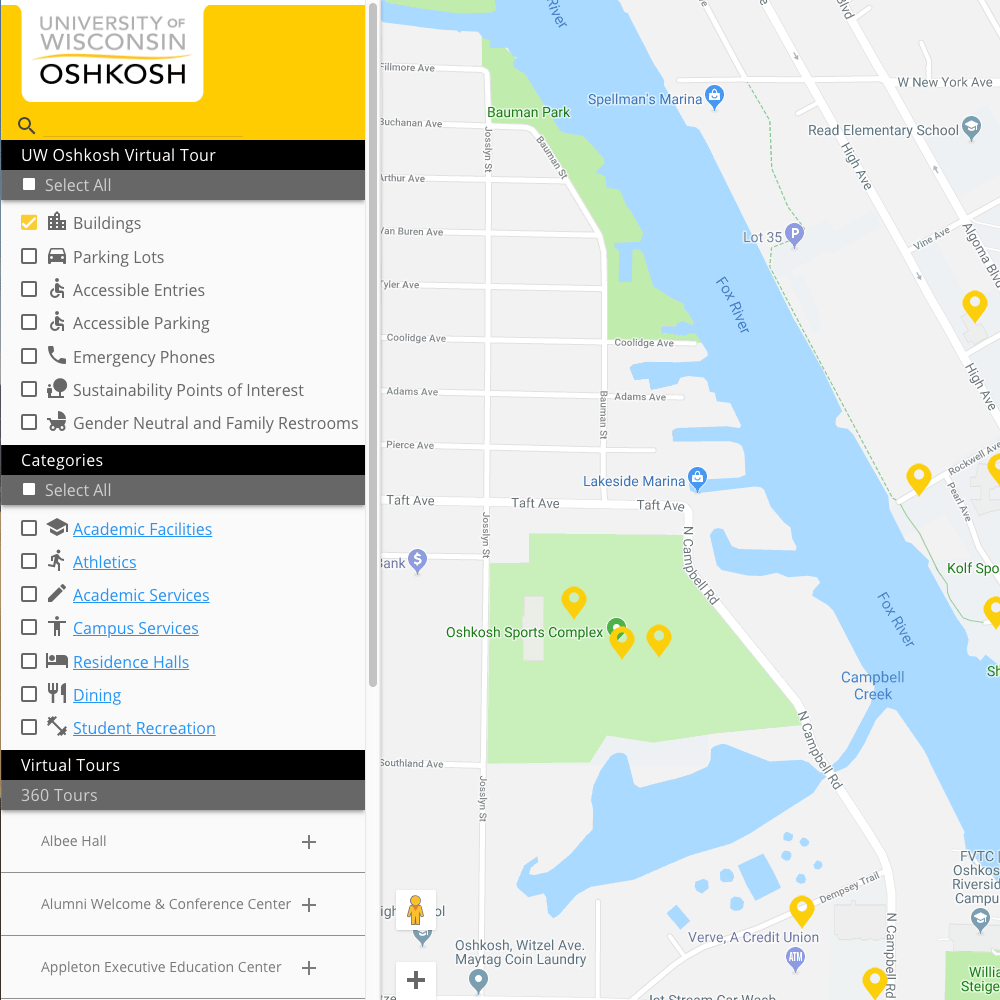 UNIVERSITY OF
WISCONSIN
OSHKOSH
UW Oshkosh Virtual Tour
Select All
Buildings
Parking Lots
Accessible Entries
Accessible Parking
Emergency Phones
Sustainability Points of Interest
Gender Neutral and Family Restrooms
Categories
Select All
Academic Facilities
Athletics
Academic Services
Campus Services
Residence Halls
Dining
Student Recreation
Virtual Tours
360 Tours
Albee Hall
Alumni Welcome & Conference Center
Appleton Executive Education Center
River
Blvd
Fillmore Ave
W New York Ave
Spellman's Marina
Bauman Park
Buchanan Ave
Josslyn St
Bauman St
Read Elementary School
High Ave
Arthur Ave
Van Buren Ave
Lot 35
P
Vine Ave
Algoma Blvd
Tyler Ave
Fox River
Coolidge Ave
Coolidge Ave
High Ave
Adams Ave
Adams Ave
Bauman St
Pierce Ave
Rockwell Ave
Lakeside Marina
Pearl Ave
Taft Ave
Taft Ave
Taft Ave
Josslyn St
N Campbell Rd
Bank
$
Kolf Spo
Fox River
Oshkosh Sports Complex
Sh
Campbell
Creek
N Campbell Rd
Southland Ave
Josslyn St
Dempsey Trail
FVTC
Oshkos
Riversid
Campu
N Campbell Rd
igh
ol
Verve, A Credit Union
ATM
Oshkosh, Witzel Ave.
Maytag Coin Laundry
Willia
Steige
Jet Stream Car Wash